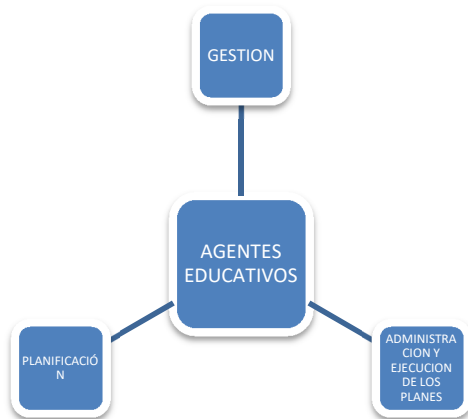 GESTION
AGENTES
EDUCATIVOS
PLANIFICACIÓ
N
ADMINISTRA
CION Y
EJECUCION
DE LOS
PLANES